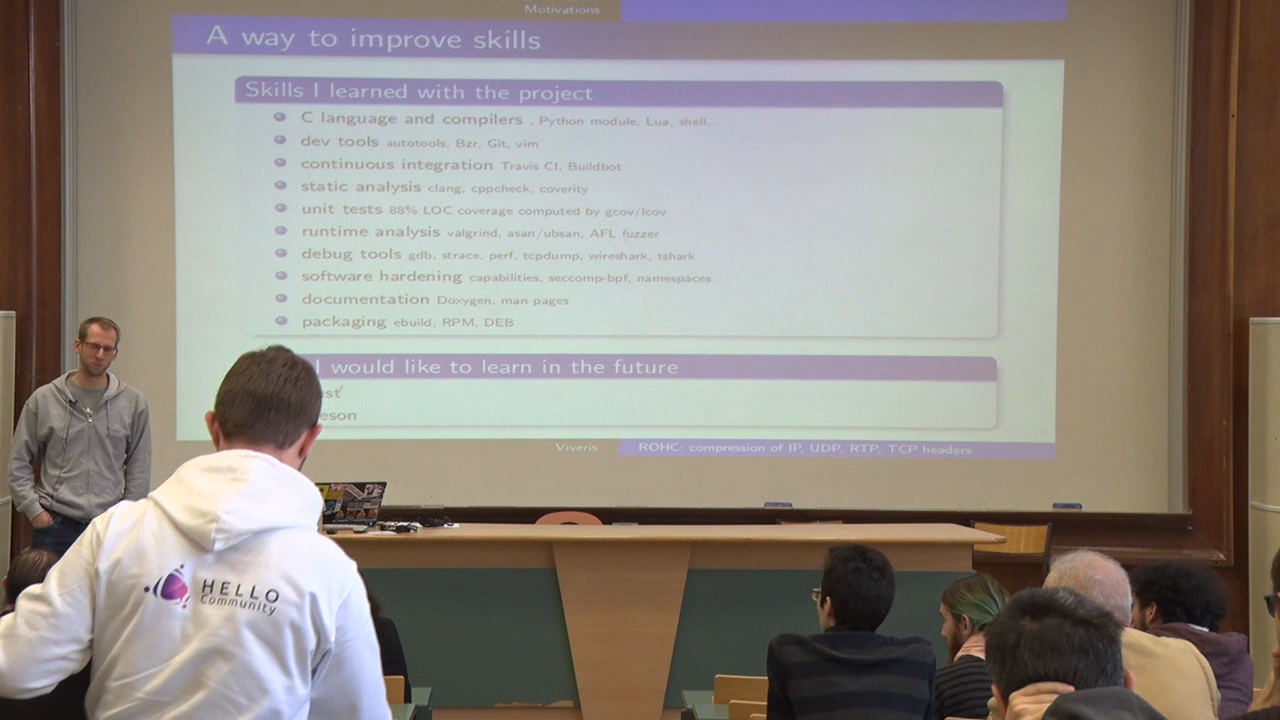 Motivations
A way to improve skills
Skills I learned with the project
C language and compilers , Python module, Lua, shell..
dev tools autotools, Bzr, Git, vim
continuous integration Travis CI, Buildbot
static analysis clang, cppcheck, coverity
unit tests 88% LOC coverage computed by gcov/lcov
runtime analysis valgrind, asan/ubsan, AFL fuzzer
debug tools gdb, strace, perf, tcpdump, wireshark, tshark
software hardening capabilities, seccomp-bpf, namespaces
documentation Doxygen, man pages
packaging ebuild, RPM, DEB
I would like to learn in the future
Viveris ROHC: compression of IP, UDP, RTP, TCP headers
HELLO
Community